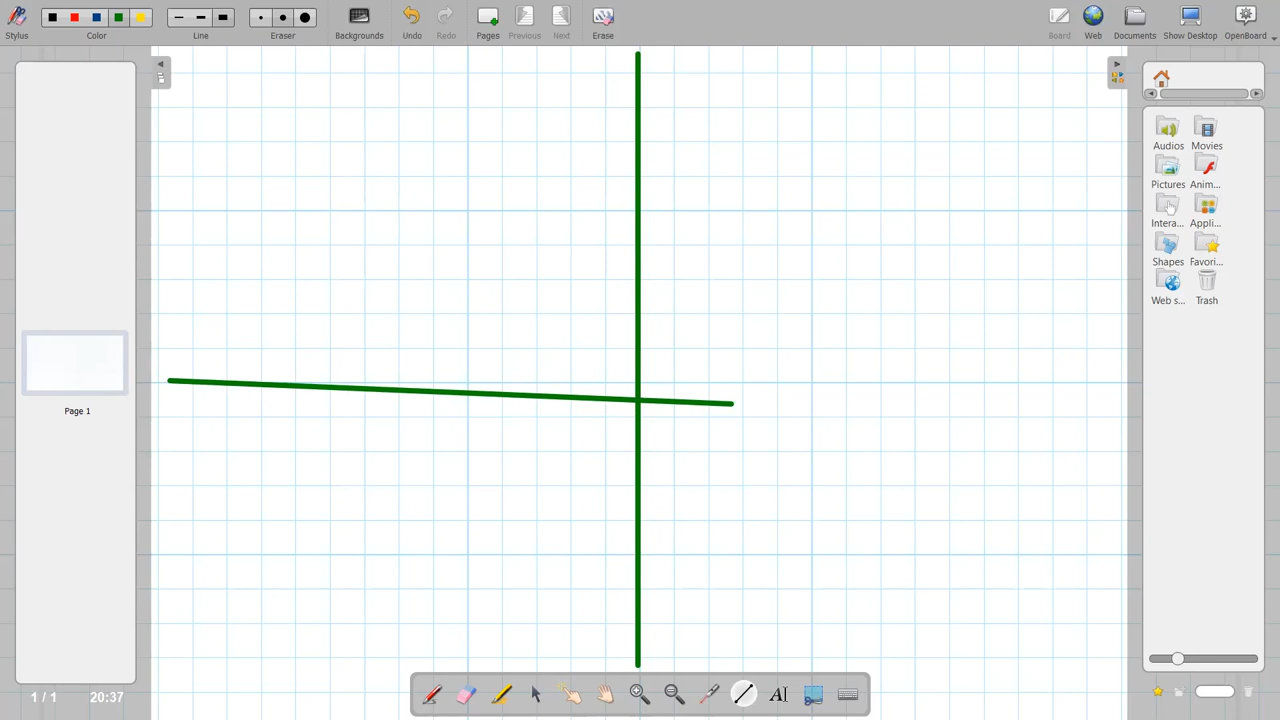 Stylus Color Line Eraser Backgrounds Undo Redo Pages Previous Next Erase Board Web Documents Show Desktop OpenBoard
Audios Movies
Pictures Anim...
Intera... Appli...
Shapes Favori...
Web s... Trash
Page 1
1 / 1 20:37
AI